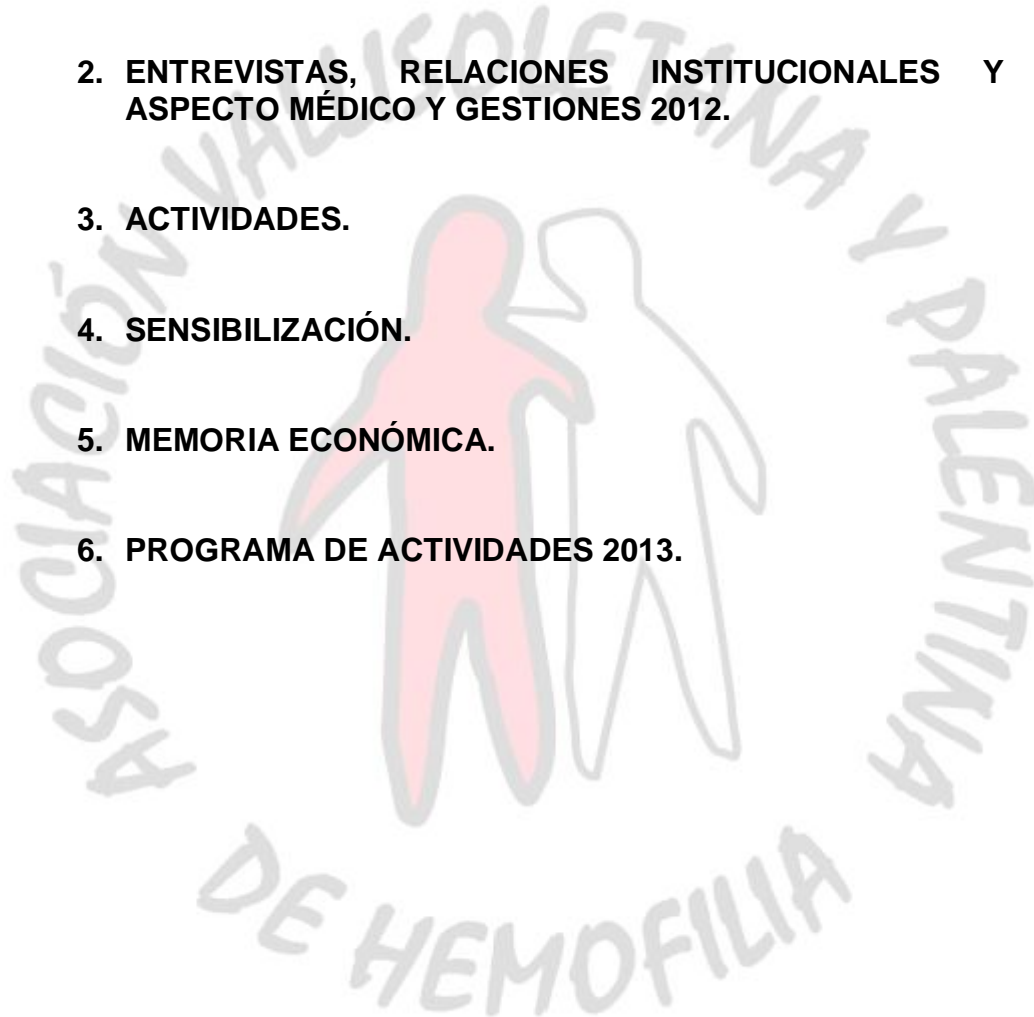 2. ENTREVISTAS, RELACIONES INSTITUCIONALES Y
ASPECTO MÉDICO Y GESTIONES 2012.
3. ACTIVIDADES.
4. SENSIBILIZACIÓN.
5. MEMORIA ECONÓMICA.
6. PROGRAMA DE ACTIVIDADES 2013.
ASOCIACIÓN VALLISOLETANA Y PALENTINA
DE HEMOFILIA